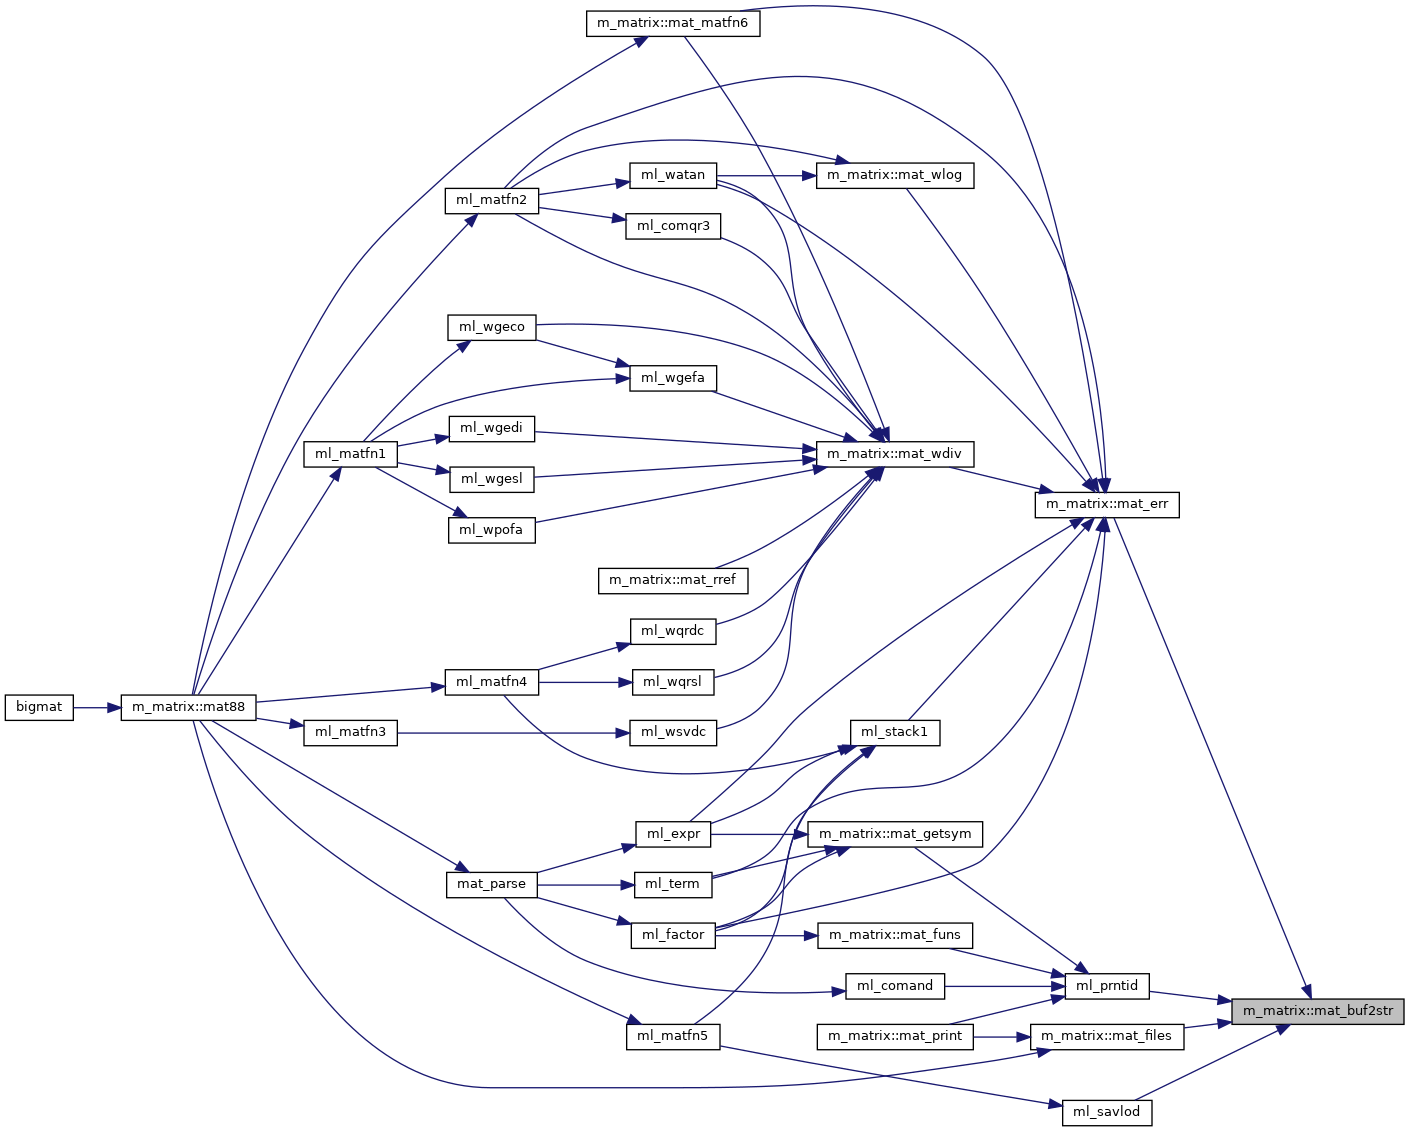 m_matrix::mat_matfn6
ml_watan
m_matrix::mat_wlog
ml_matfn2
ml_comqr3
ml_wgeco
ml_wgefa
ml_wgedi
ml_matfn1
m_matrix::mat_wdiv
ml_wgesl
m_matrix::mat_err
ml_wpofa
m_matrix::mat_rref
ml_wqrdc
ml_matfn4
ml_wqrsl
bigmat
m_matrix::mat88
ml_matfn3
ml_wsvdc
ml_stack1
ml_expr
m_matrix::mat_getsym
mat_parse
ml_term
ml_factor
m_matrix::mat_funs
ml_comand
ml_prntid
m_matrix::mat_buf2str
ml_matfn5
m_matrix::mat_print
m_matrix::mat_files
ml_savlod